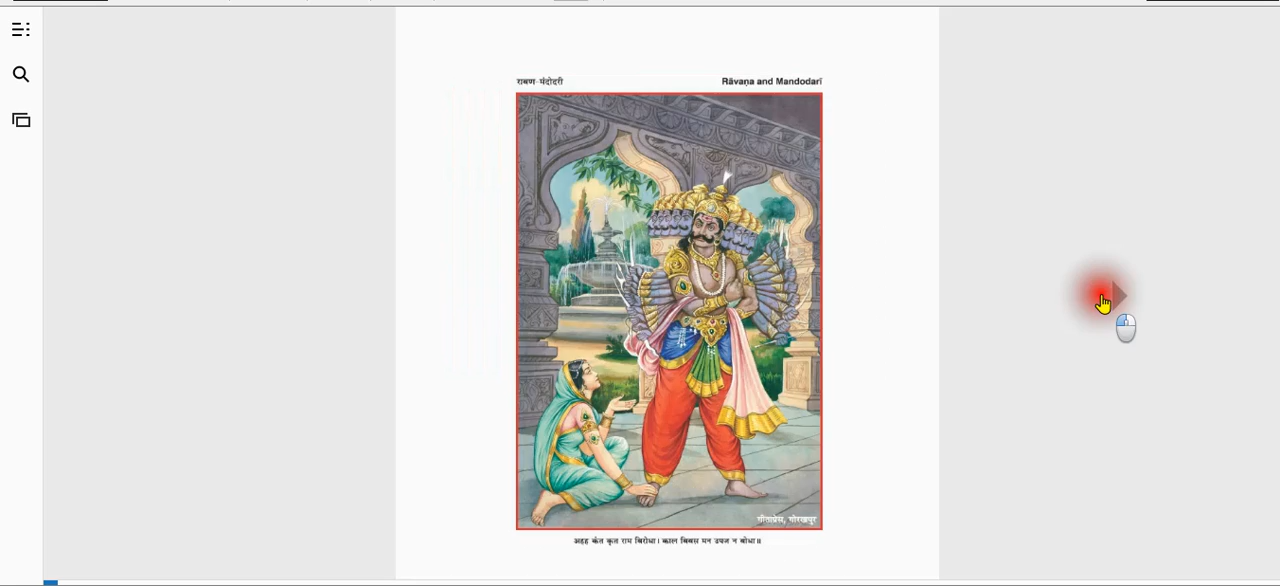 रावण-मंदोदरी
Rāvaṇa and Mandodarī
गीताप्रेस, गोरखपुर
अहह कंत कृत राम बिरोधा। काल बिबस मन उपज न बोधा॥